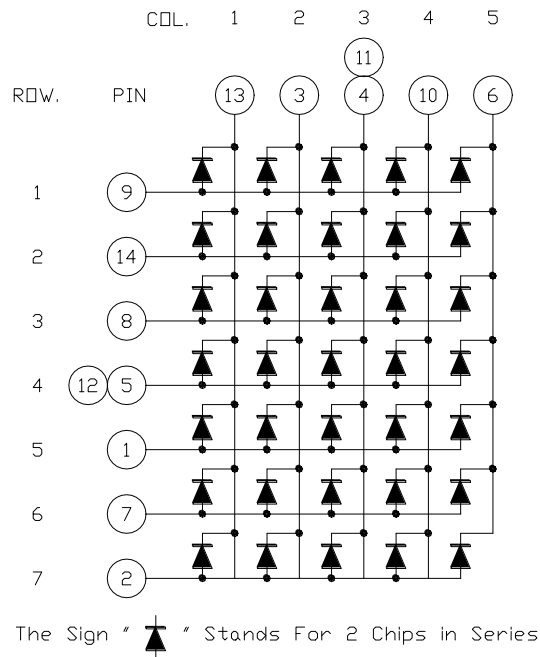 COL. 1 2 3 4 5
11
ROW. PIN 13 3 4 10 6
1 9
2 14
3 8
4 12 5
5 1
6 7
7 2
The Sign " " Stands For 2 Chips in Series